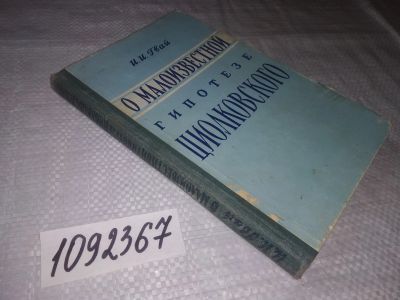 И.И.Гвай
О МАЛОИЗВЕСТНОЙ
ГИПОТЕЗЕ
ЦИОЛКОВСКОГО
1092367